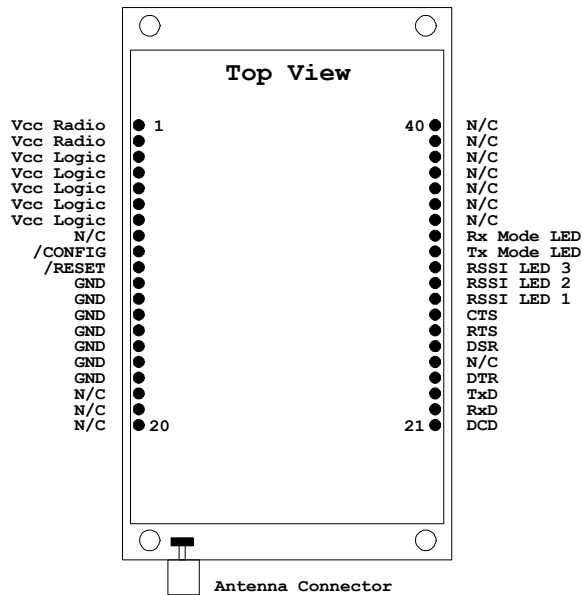 Top View
Vcc Radio 1 40 N/C
Vcc Radio N/C
Vcc Logic N/C
Vcc Logic N/C
Vcc Logic N/C
Vcc Logic N/C
Vcc Logic N/C
N/C Rx Mode LED
/CONFIG Tx Mode LED
/RESET RSSI LED 3
GND RSSI LED 2
GND RSSI LED 1
GND CTS
GND RTS
GND DSR
GND N/C
GND DTR
N/C TxD
N/C RxD
N/C 20 21 DCD
Antenna Connector